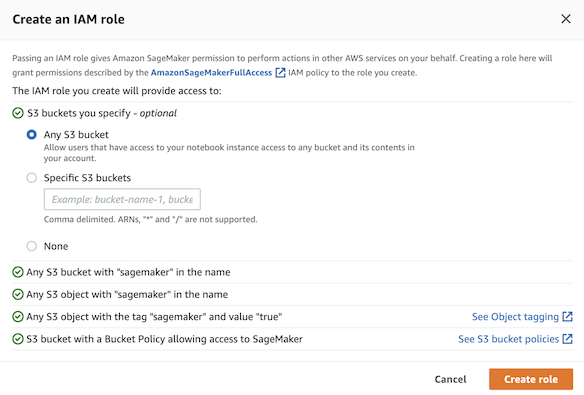 Create an IAM role
Passing an IAM role gives Amazon SageMaker permission to perform actions in other AWS services on your behalf. Creating a role here will
grant permissions described by the AmazonSageMakerFullAccess IAM policy to the role you create.
The IAM role you create will provide access to:
S3 buckets you specify - optional
Any S3 bucket
Allow users that have access to your notebook instance access to any bucket and its contents in
your account.
Specific S3 buckets
Example: bucket-name-1, bucke
Comma delimited. ARNs, "*" and "/" are not supported.
None
Any S3 bucket with "sagemaker" in the name
Any S3 object with "sagemaker" in the name
Any S3 object with the tag "sagemaker" and value "true" See Object tagging
S3 bucket with a Bucket Policy allowing access to SageMaker See S3 bucket policies
Cancel Create role